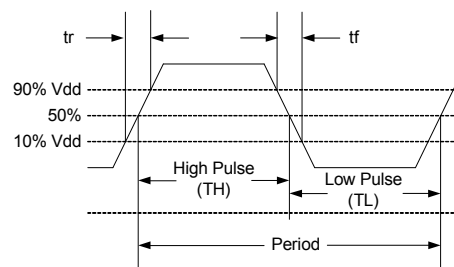 tr
tf
90% Vdd
50%
10% Vdd
High Pulse
(TH)
Low Pulse
(TL)
Period